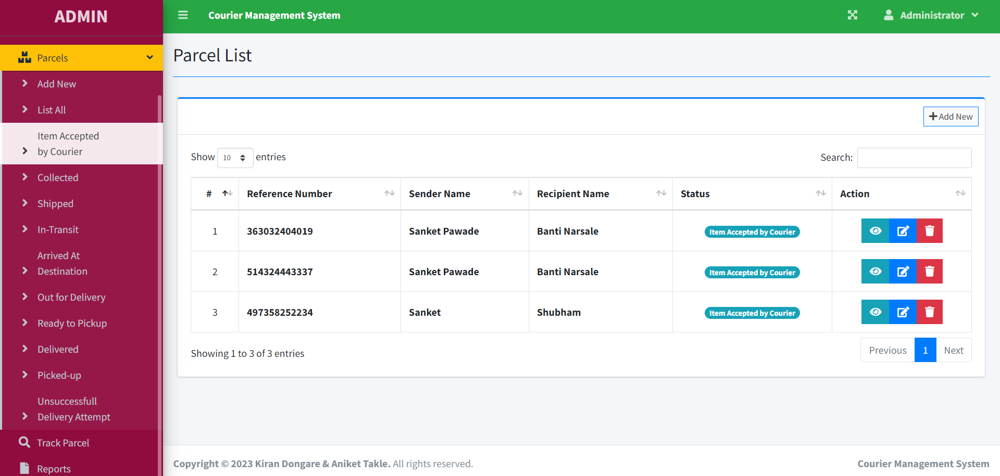 ADMIN
Parcels
Add New
List All
Item Accepted
by Courier
Collected
Shipped
In-Transit
Arrived At
Destination
Out for Delivery
Ready to Pickup
Delivered
Picked-up
Unsuccessfull
Delivery Attempt
Track Parcel
Reports
Courier Management System
Administrator
Parcel List
Add New
Show 10 entries
Search:
# Reference Number Sender Name Recipient Name Status Action
1 363032404019 Sanket Pawade Banti Narsale Item Accepted by Courier
2 514324443337 Sanket Pawade Banti Narsale Item Accepted by Courier
3 497358252234 Sanket Shubham Item Accepted by Courier
Showing 1 to 3 of 3 entries
Previous 1 Next
Copyright © 2023 Kiran Dongare & Aniket Takle. All rights reserved.
Courier Management System